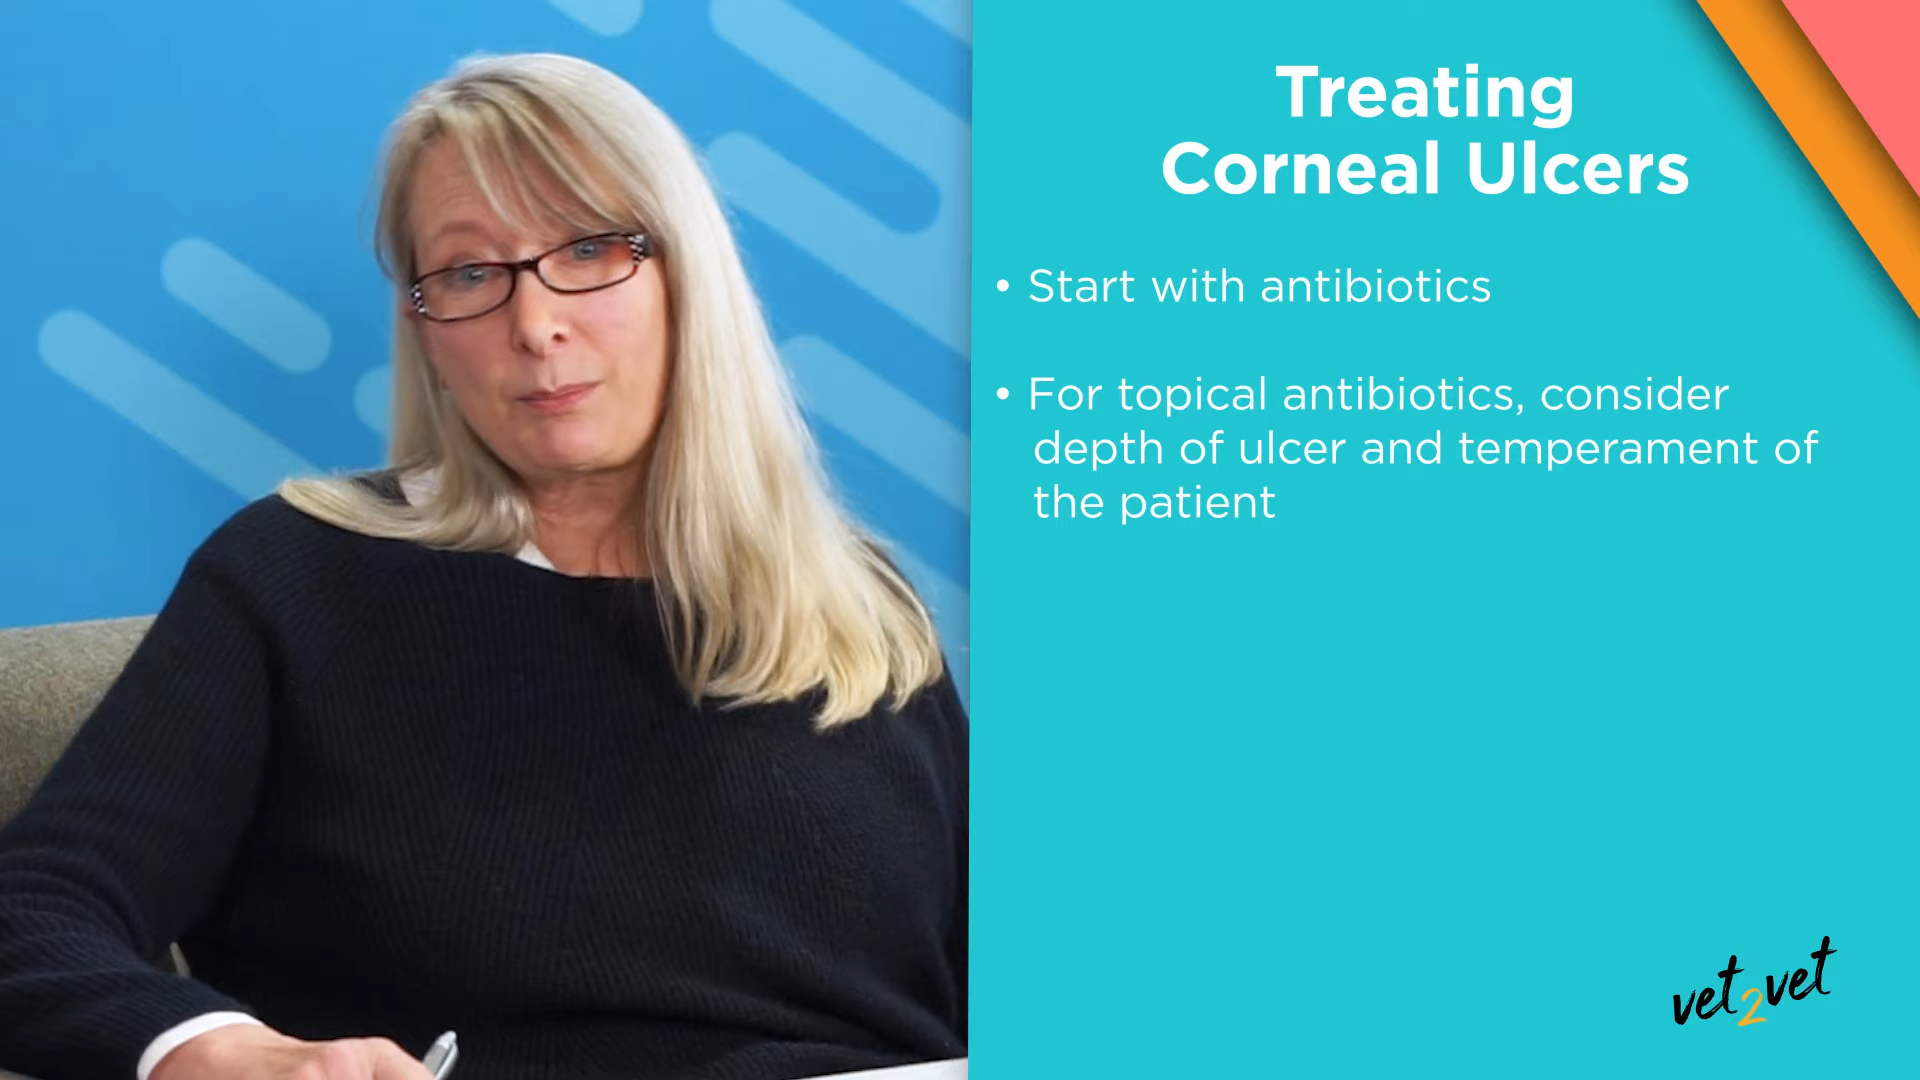 Treating
Corneal Ulcers
• Start with antibiotics
• For topical antibiotics, consider
depth of ulcer and temperament of
the patient
vet2vet